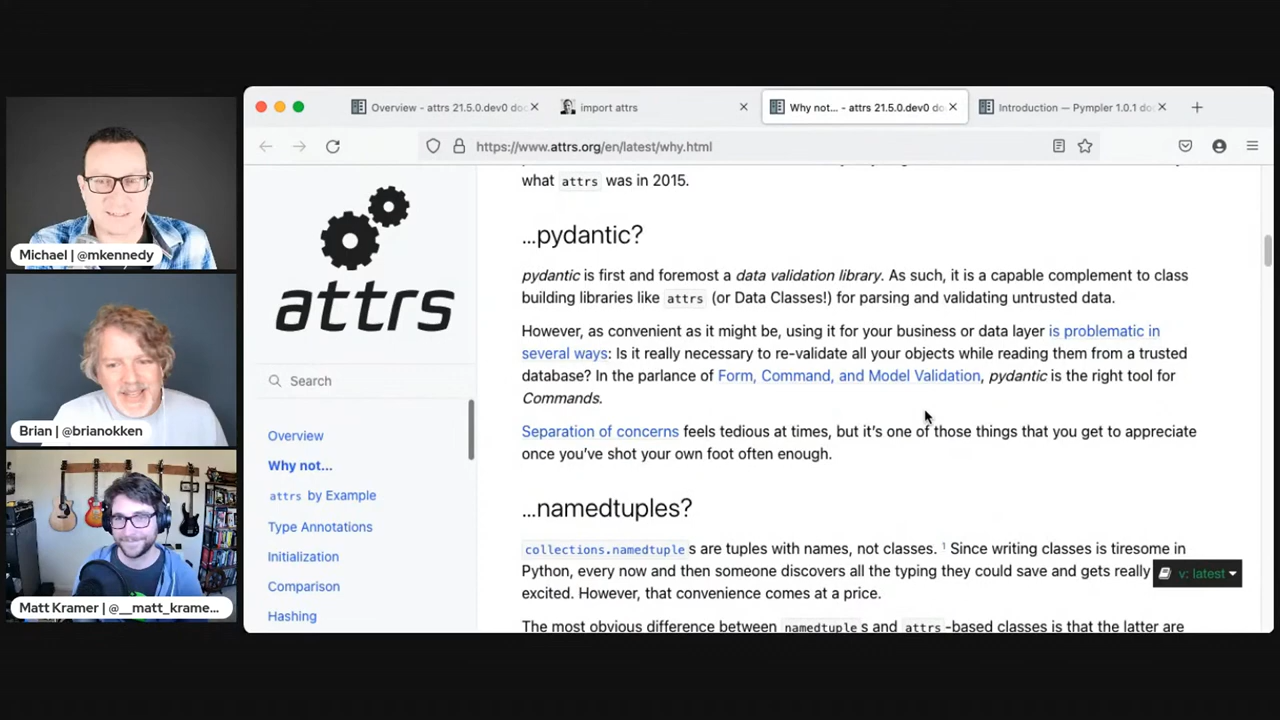 Overview - attrs 21.5.0.dev0 do
import attrs
Why not... - attrs 21.5.0.dev0 do
Introduction — Pympler 1.0.1 do
https://www.attrs.org/en/latest/why.html
what attrs was in 2015.
...pydantic?
pydantic is first and foremost a data validation library. As such, it is a capable complement to class
building libraries like attrs (or Data Classes!) for parsing and validating untrusted data.
However, as convenient as it might be, using it for your business or data layer is problematic in
several ways: Is it really necessary to re-validate all your objects while reading them from a trusted
database? In the parlance of Form, Command, and Model Validation, pydantic is the right tool for
Commands.
Separation of concerns feels tedious at times, but it's one of those things that you get to appreciate
once you've shot your own foot often enough.
...namedtuples?
collections.namedtuple s are tuples with names, not classes. 1 Since writing classes is tiresome in
Python, every now and then someone discovers all the typing they could save and gets really
excited. However, that convenience comes at a price.
The most obvious difference between namedtuple s and attrs -based classes is that the latter are
v: latest
attrs
Search
Overview
Why not...
attrs by Example
Type Annotations
Initialization
Comparison
Hashing
Michael | @mkennedy
Brian | @brianokken
Matt Kramer | @__matt_krame...